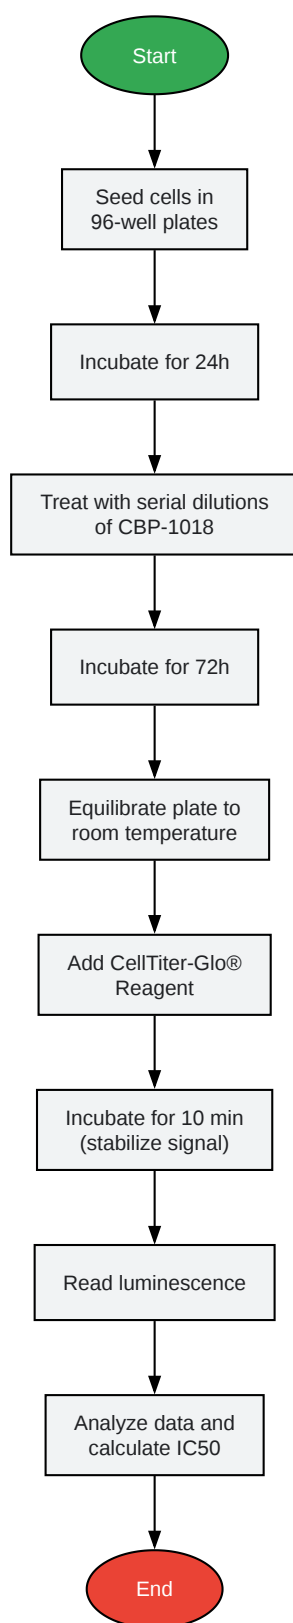 Start
Seed cells in
96-well plates
Incubate for 24h
Treat with serial dilutions
of CBP-1018
Incubate for 72h
Equilibrate plate to
room temperature
Add CellTiter-Glo®
Reagent
Incubate for 10 min
(stabilize signal)
Read luminescence
Analyze data and
calculate IC50
End